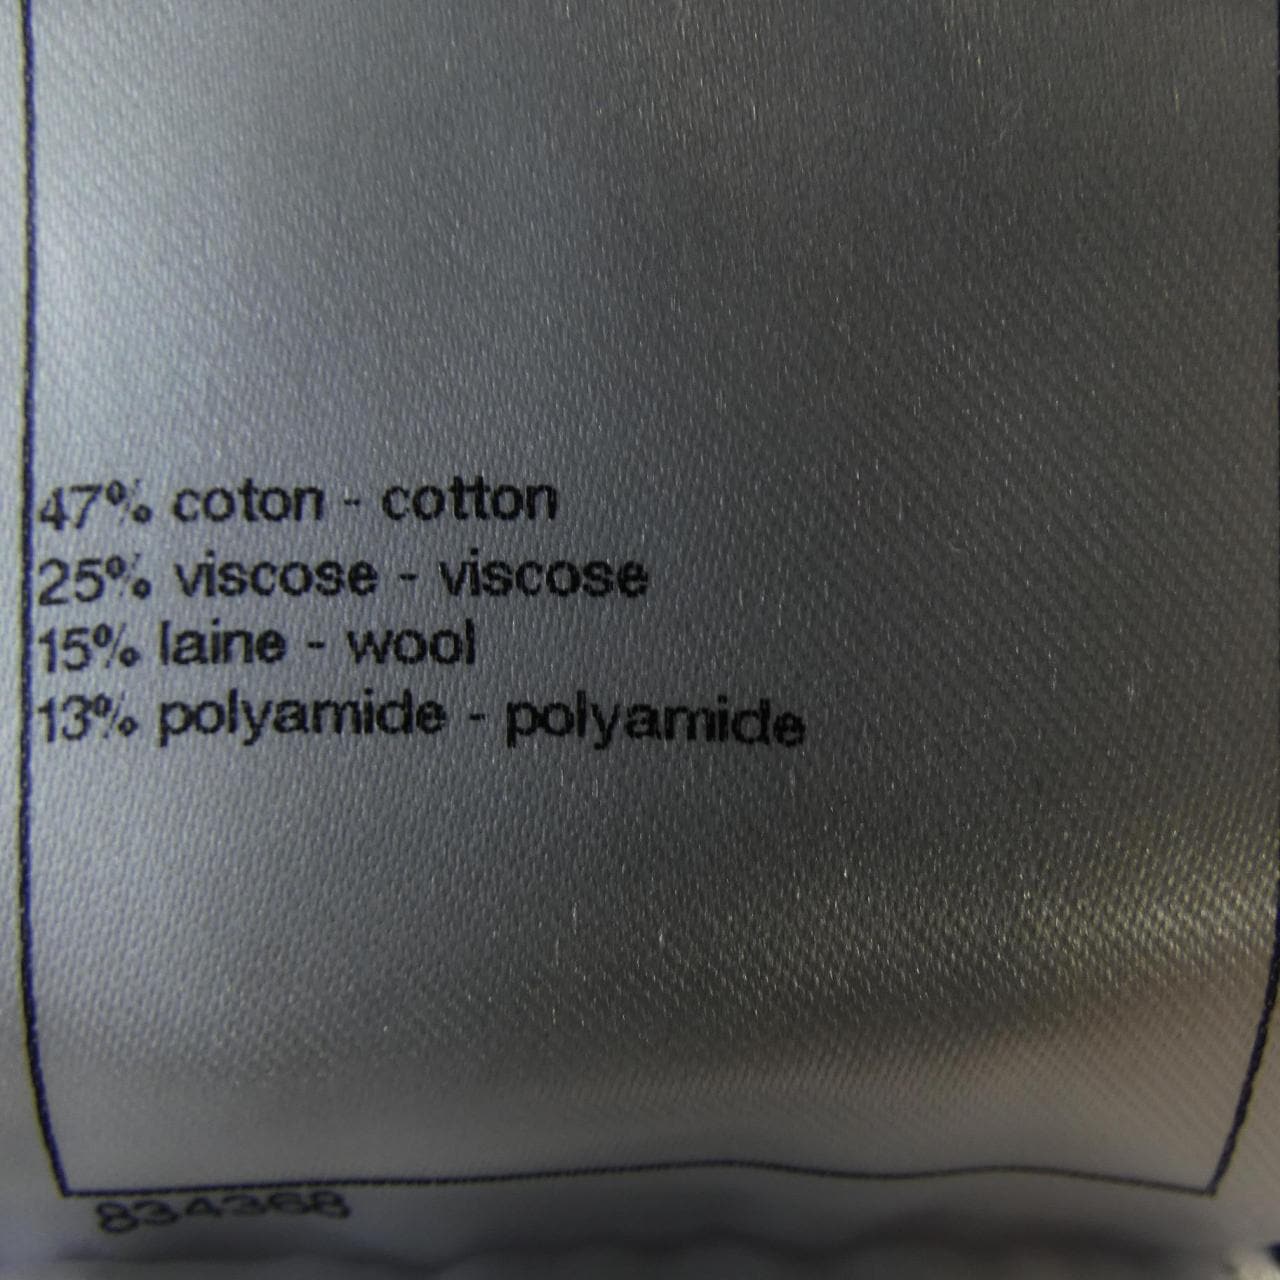 47% coton - cotton
25% viscose - viscose
15% laine - wool
13% polyamide - polyamide
834368